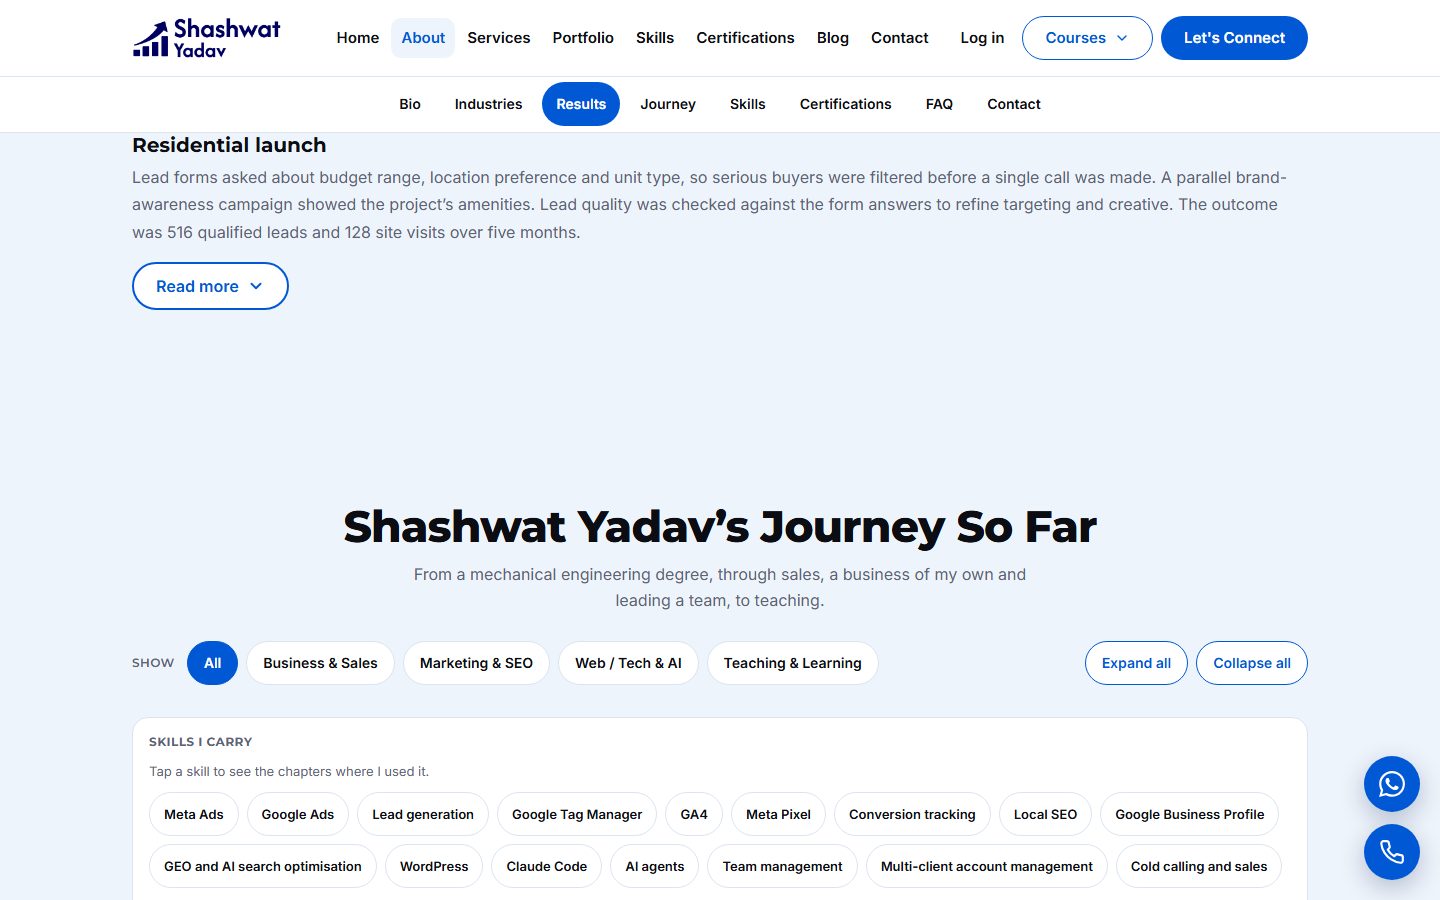 Shashwat
Yadav
Home About Services Portfolio Skills Certifications Blog Contact Log in Courses Let's Connect
Bio Industries Results Journey Skills Certifications FAQ Contact
Residential launch
Lead forms asked about budget range, location preference and unit type, so serious buyers were filtered before a single call was made. A parallel brand-
awareness campaign showed the project’s amenities. Lead quality was checked against the form answers to refine targeting and creative. The outcome
was 516 qualified leads and 128 site visits over five months.
Read more
Shashwat Yadav’s Journey So Far
From a mechanical engineering degree, through sales, a business of my own and
leading a team, to teaching.
SHOW All Business & Sales Marketing & SEO Web / Tech & AI Teaching & Learning Expand all Collapse all
SKILLS I CARRY
Tap a skill to see the chapters where I used it.
Meta Ads Google Ads Lead generation Google Tag Manager GA4 Meta Pixel Conversion tracking Local SEO Google Business Profile
GEO and AI search optimisation WordPress Claude Code AI agents Team management Multi-client account management Cold calling and sales